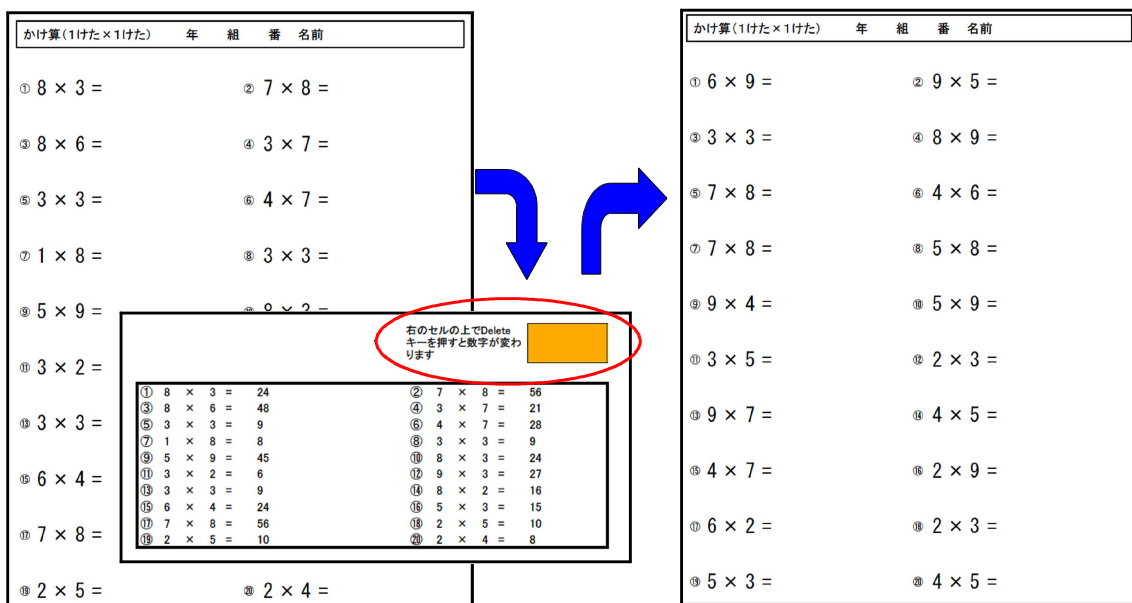 かけ算(1けた×1けた) 年 組 番 名前
① 8 × 3 = ② 7 × 8 =
③ 8 × 6 = ④ 3 × 7 =
⑤ 3 × 3 = ⑥ 4 × 7 =
⑦ 1 × 8 = ⑧ 3 × 3 =
⑨ 5 × 9 =
⑪ 3 × 2 =
⑬ 3 × 3 =
⑮ 6 × 4 =
⑰ 7 × 8 =
⑲ 2 × 5 = ⑳ 2 × 4 =
右のセルの上でDelete
キーを押すと数字が変わ
ります
① 8 × 3 = 24 ② 7 × 8 = 56
③ 8 × 6 = 48 ④ 3 × 7 = 21
⑤ 3 × 3 = 9 ⑥ 4 × 7 = 28
⑦ 1 × 8 = 8 ⑧ 3 × 3 = 9
⑨ 5 × 9 = 45 ⑩ 8 × 3 = 24
⑪ 3 × 2 = 6 ⑫ 9 × 3 = 27
⑬ 3 × 3 = 9 ⑭ 8 × 2 = 16
⑮ 6 × 4 = 24 ⑯ 5 × 3 = 15
⑰ 7 × 8 = 56 ⑱ 2 × 5 = 10
⑲ 2 × 5 = 10 ⑳ 2 × 4 = 8
かけ算(1けた×1けた) 年 組 番 名前
① 6 × 9 = ② 9 × 5 =
③ 3 × 3 = ④ 8 × 9 =
⑤ 7 × 8 = ⑥ 4 × 6 =
⑦ 7 × 8 = ⑧ 5 × 8 =
⑨ 9 × 4 = ⑩ 5 × 9 =
⑪ 3 × 5 = ⑫ 2 × 3 =
⑬ 9 × 7 = ⑭ 4 × 5 =
⑮ 4 × 7 = ⑯ 2 × 9 =
⑰ 6 × 2 = ⑱ 2 × 3 =
⑲ 5 × 3 = ⑳ 4 × 5 =